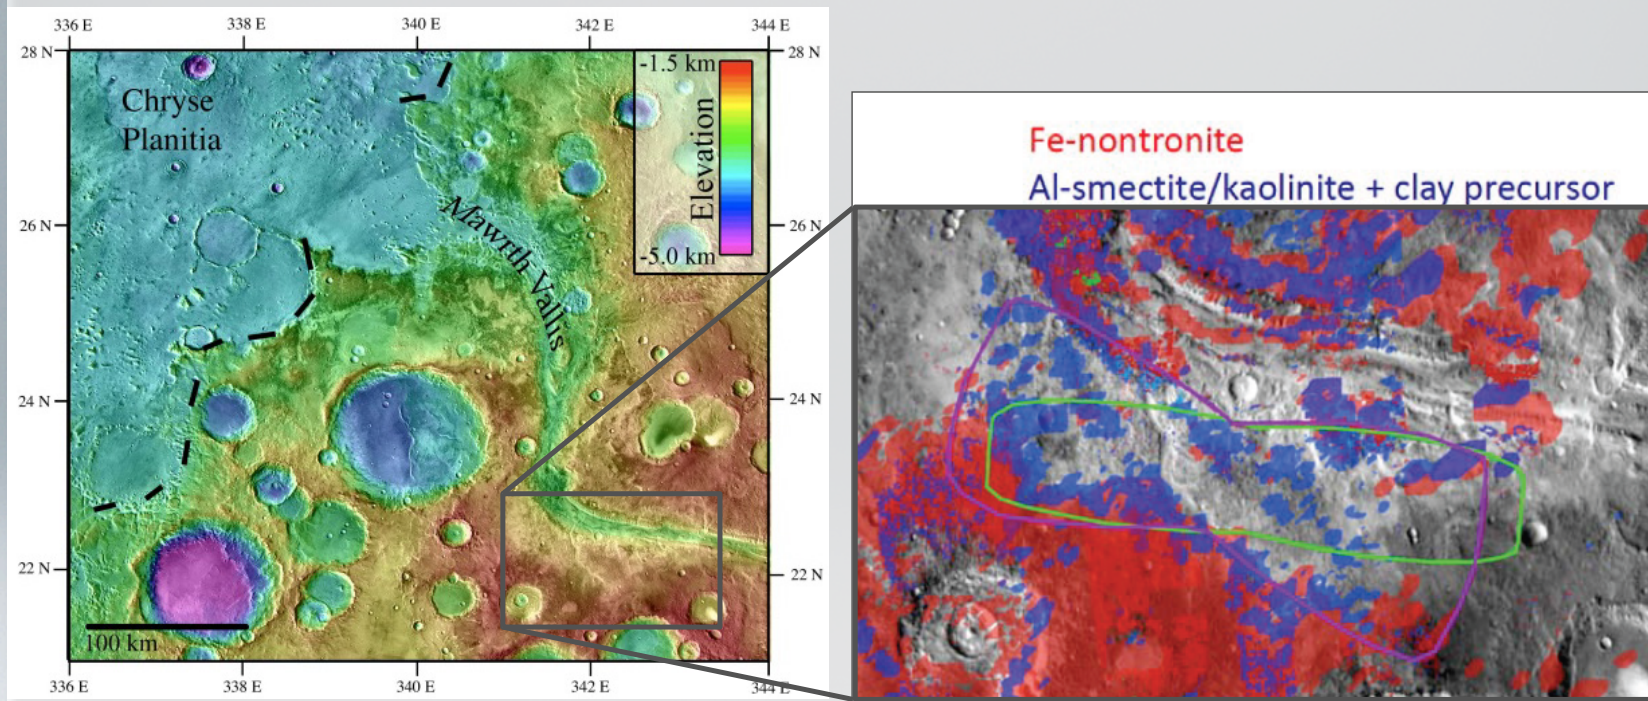 336 E 338 E 340 E 342 E 344 E
28 N 28 N
-1.5 km
Chryse
Planitia
Elevation
Mawrth Vallis
26 N 26 N
-5.0 km
24 N 24 N
22 N 22 N
100 km
336 E 338 E 340 E 342 E 344 E
Fe-nontronite
Al-smectite/kaolinite + clay precursor